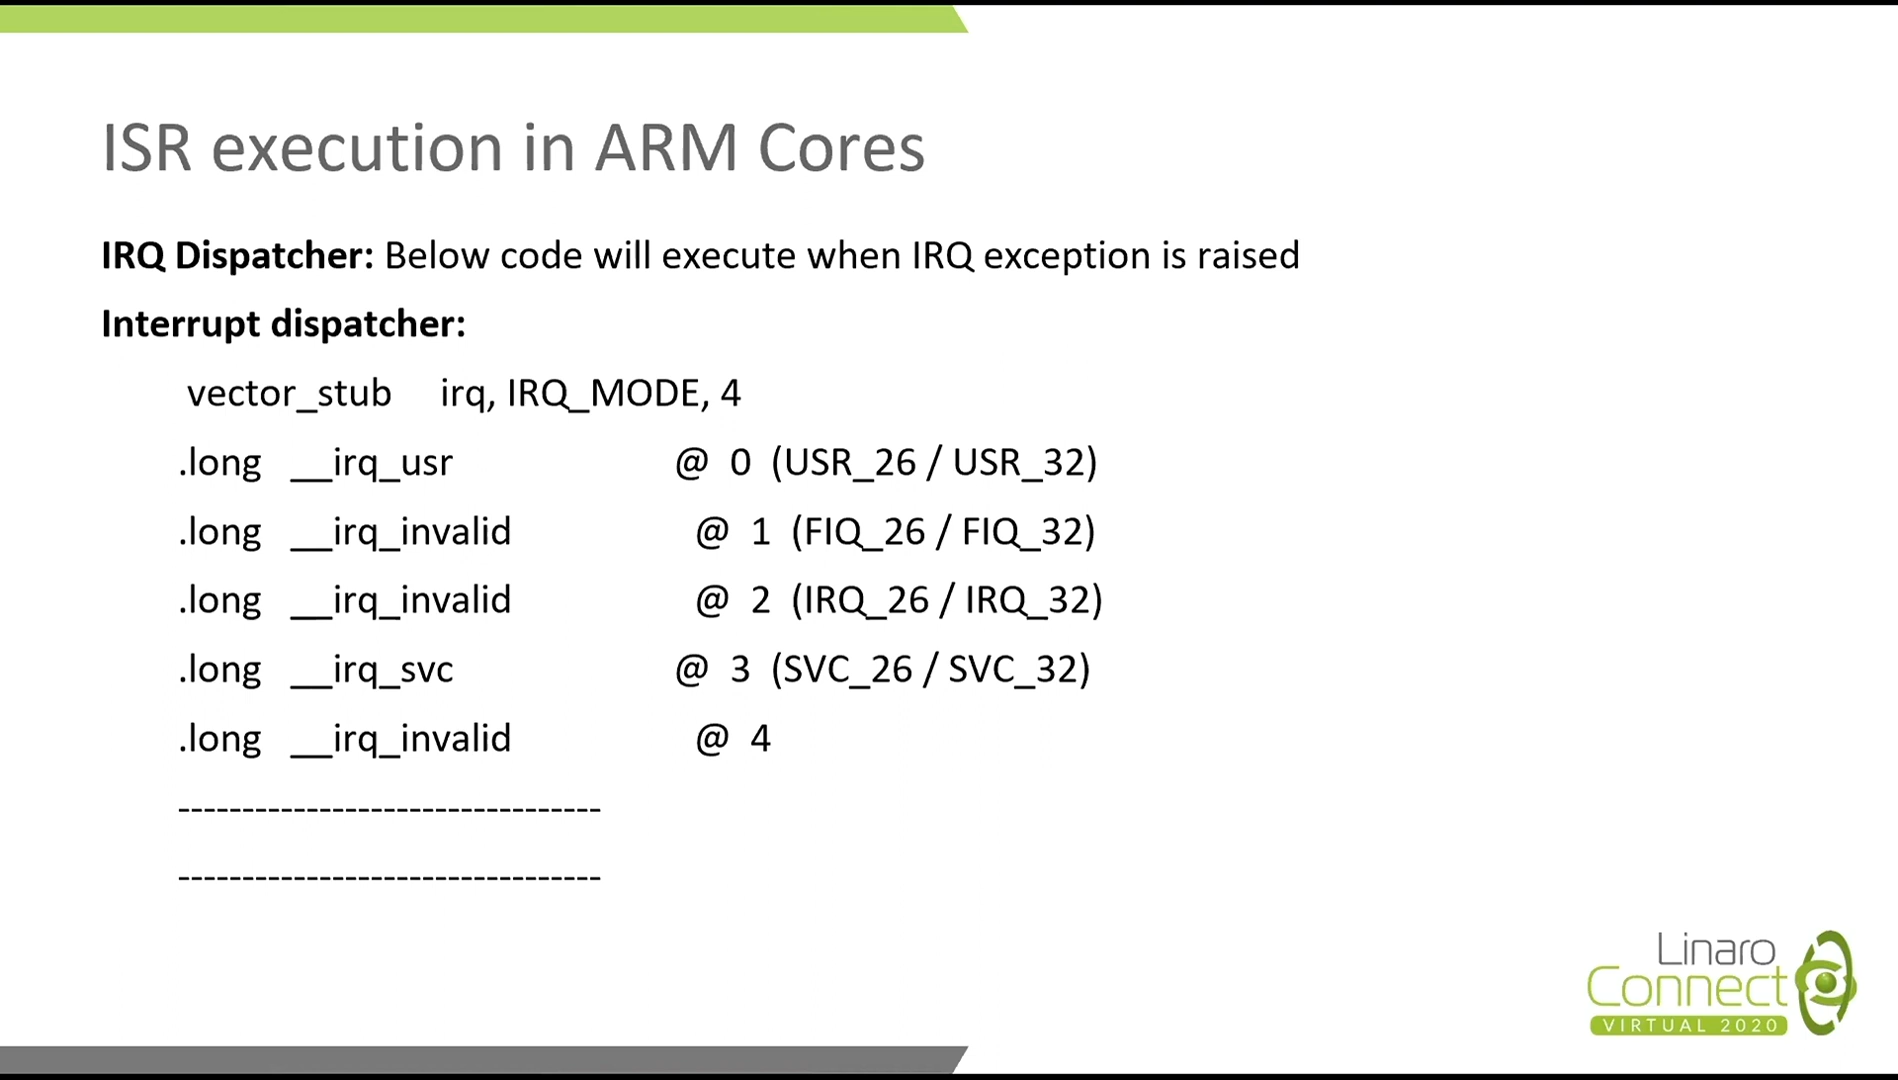 ISR execution in ARM Cores
IRQ Dispatcher: Below code will execute when IRQ exception is raised
Interrupt dispatcher:
vector_stub irq, IRQ_MODE, 4
.long __irq_usr @ 0 (USR_26 / USR_32)
.long __irq_invalid @ 1 (FIQ_26 / FIQ_32)
.long __irq_invalid @ 2 (IRQ_26 / IRQ_32)
.long __irq_svc @ 3 (SVC_26 / SVC_32)
.long __irq_invalid @ 4
---------------------------------
---------------------------------
Linaro
Connect
VIRTUAL 2020